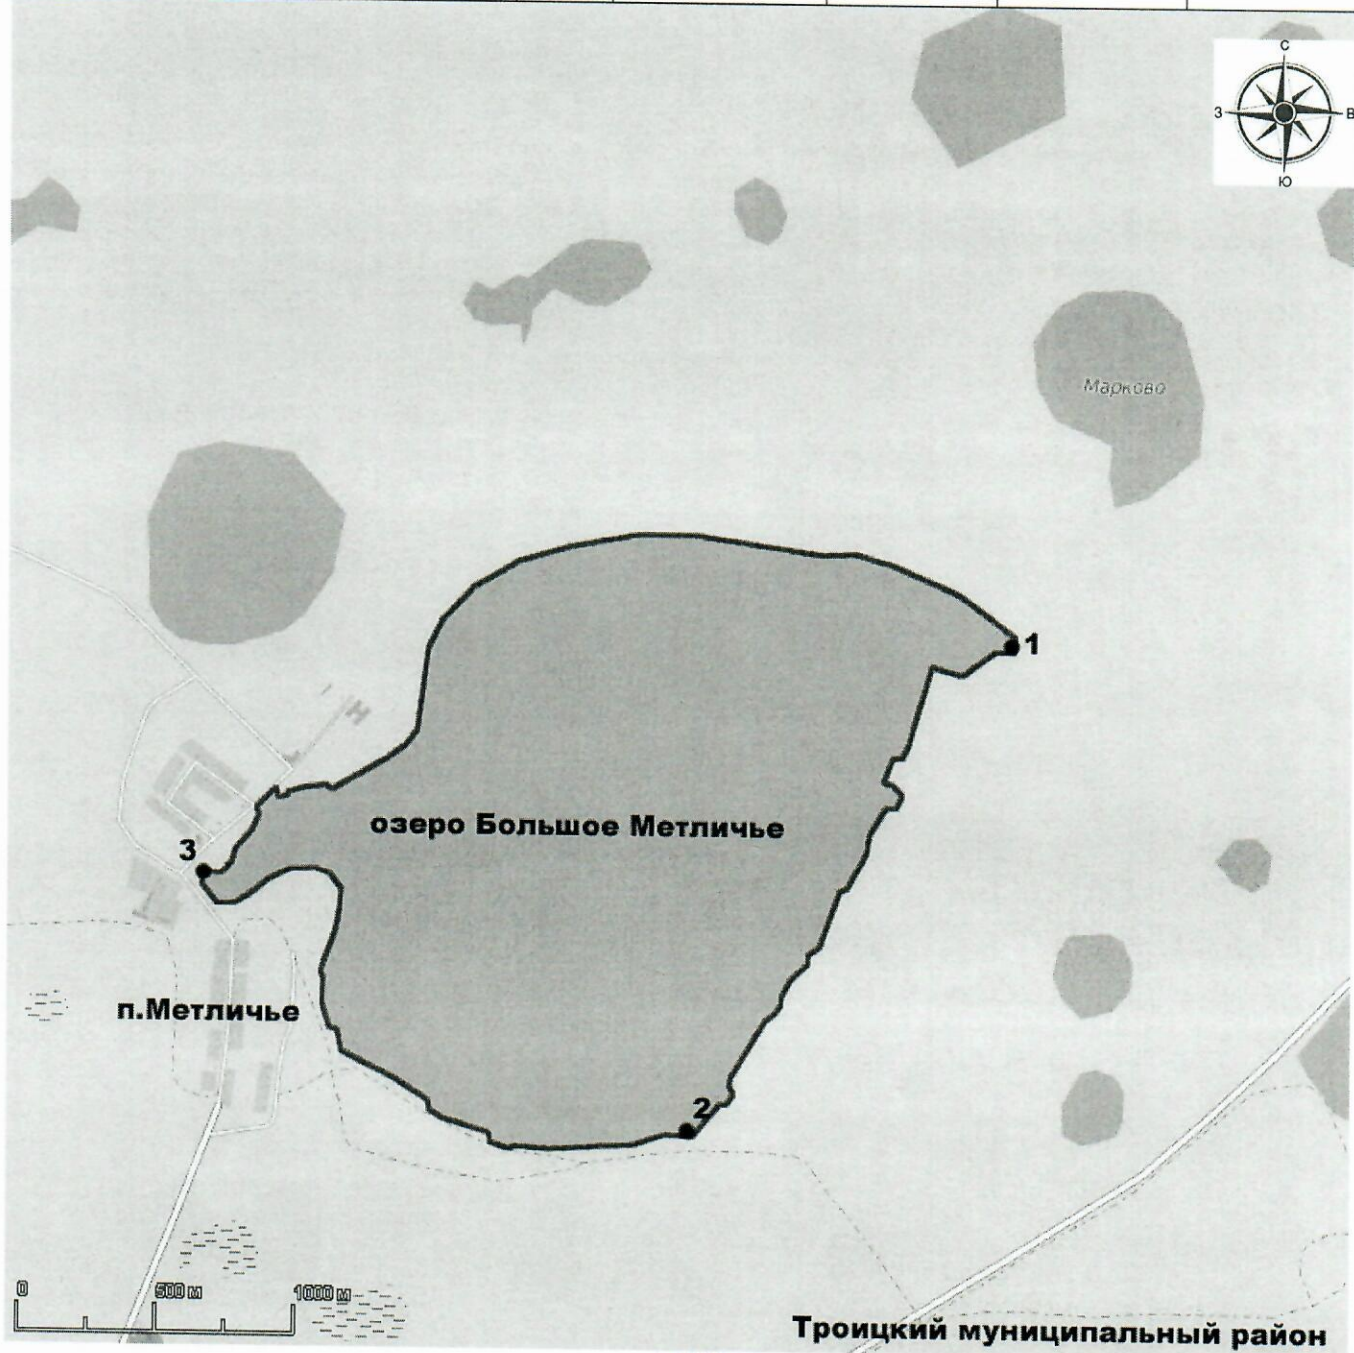 С
З В
Ю
Марково
1
озеро Большое Метличье
3
п.Метличье
2
0 500 м 1000 м
Троицкий муниципальный район